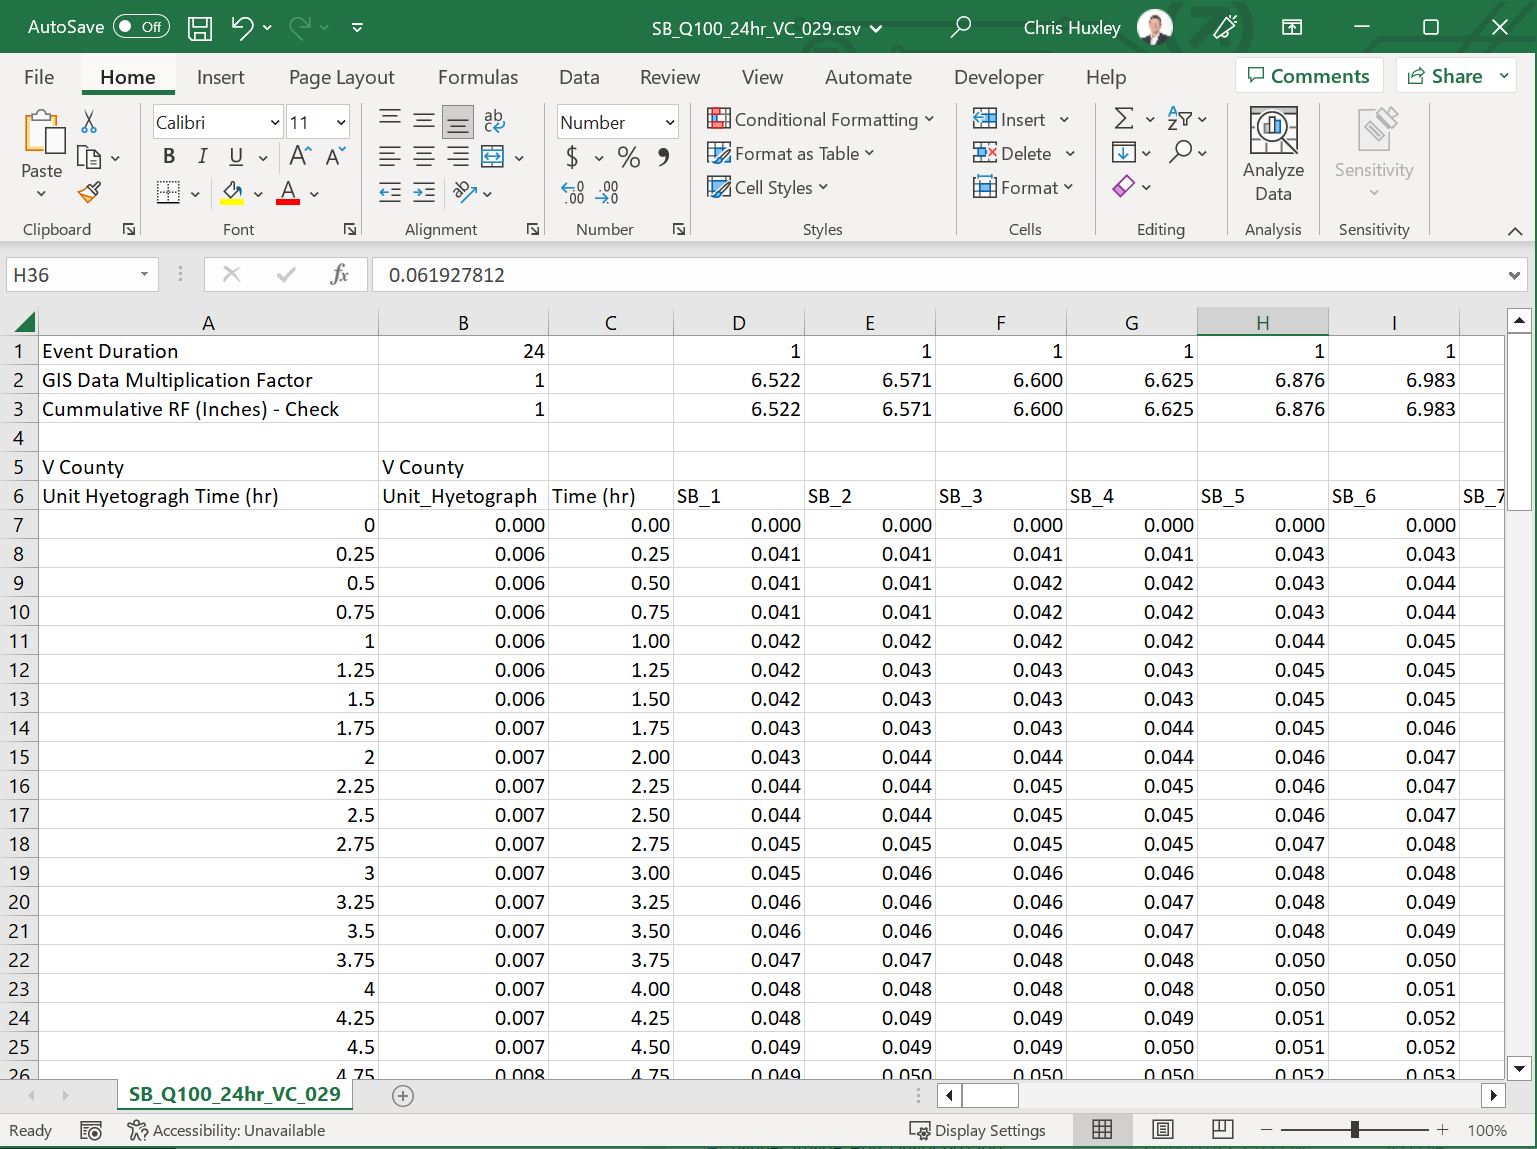 AutoSave Off SB_Q100_24hr_VC_029.csv Chris Huxley
File Home Insert Page Layout Formulas Data Review View Automate Developer Help Comments Share
Paste Calibri 11 ab c Number Conditional Formatting Insert Σ A Z Analyze Data Sensitivity
B I U A A $ % Format as Table Delete
A .00 .00 Cell Styles Format
Clipboard Font Alignment Number Styles Cells Editing Analysis Sensitivity
H36 fx 0.061927812
A B C D E F G H I
1 Event Duration 24 1 1 1 1 1 1
2 GIS Data Multiplication Factor 1 6.522 6.571 6.600 6.625 6.876 6.983
3 Cummulative RF (Inches) - Check 1 6.522 6.571 6.600 6.625 6.876 6.983
4
5 V County V County
6 Unit Hyetogragh Time (hr) Unit_Hyetograph Time (hr) SB_1 SB_2 SB_3 SB_4 SB_5 SB_6 SB_7
7 0 0.000 0.00 0.000 0.000 0.000 0.000 0.000 0.000
8 0.25 0.006 0.25 0.041 0.041 0.041 0.041 0.043 0.043
9 0.5 0.006 0.50 0.041 0.041 0.042 0.042 0.043 0.044
10 0.75 0.006 0.75 0.041 0.041 0.042 0.042 0.043 0.044
11 1 0.006 1.00 0.042 0.042 0.042 0.042 0.044 0.045
12 1.25 0.006 1.25 0.042 0.043 0.043 0.043 0.045 0.045
13 1.5 0.006 1.50 0.042 0.043 0.043 0.043 0.045 0.045
14 1.75 0.007 1.75 0.043 0.043 0.043 0.044 0.045 0.046
15 2 0.007 2.00 0.043 0.044 0.044 0.044 0.046 0.047
16 2.25 0.007 2.25 0.044 0.044 0.045 0.045 0.046 0.047
17 2.5 0.007 2.50 0.044 0.044 0.045 0.045 0.046 0.047
18 2.75 0.007 2.75 0.045 0.045 0.045 0.045 0.047 0.048
19 3 0.007 3.00 0.045 0.046 0.046 0.046 0.048 0.048
20 3.25 0.007 3.25 0.046 0.046 0.046 0.047 0.048 0.049
21 3.5 0.007 3.50 0.046 0.046 0.046 0.047 0.048 0.049
22 3.75 0.007 3.75 0.047 0.047 0.048 0.048 0.050 0.050
23 4 0.007 4.00 0.048 0.048 0.048 0.048 0.050 0.051
24 4.25 0.007 4.25 0.048 0.049 0.049 0.049 0.051 0.052
25 4.5 0.007 4.50 0.049 0.049 0.049 0.050 0.051 0.052
26 4.75 0.008 4.75 0.049 0.050 0.050 0.050 0.052 0.053
SB_Q100_24hr_VC_029
Ready Accessibility: Unavailable Display Settings 100%